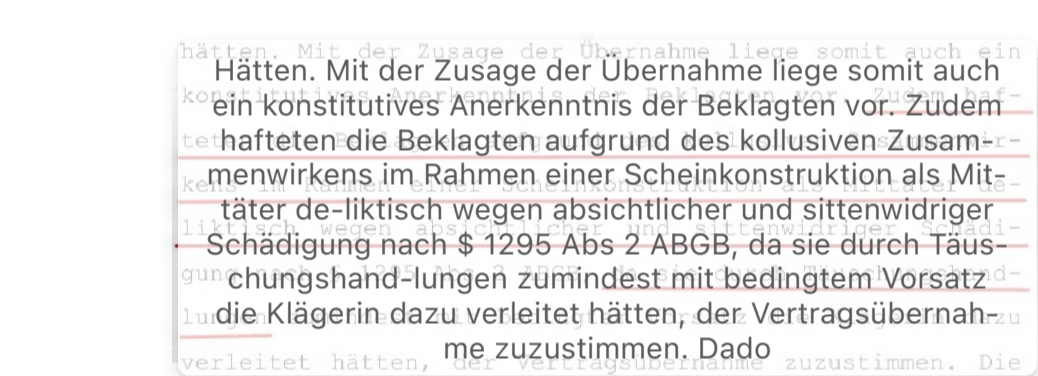 Hätten. Mit der Zusage der Übernahme liege somit auch
ein konstitutives Anerkenntnis der Beklagten vor. Zudem
hafteten die Beklagten aufgrund des kollusiven Zusam-
menwirkens im Rahmen einer Scheinkonstruktion als Mit-
täter de-liktisch wegen absichtlicher und sittenwidriger
Schädigung nach $ 1295 Abs 2 ABGB, da sie durch Täus-
chungshand-lungen zumindest mit bedingtem Vorsatz
die Klägerin dazu verleitet hätten, der Vertragsübernah-
me zuzustimmen. Dado